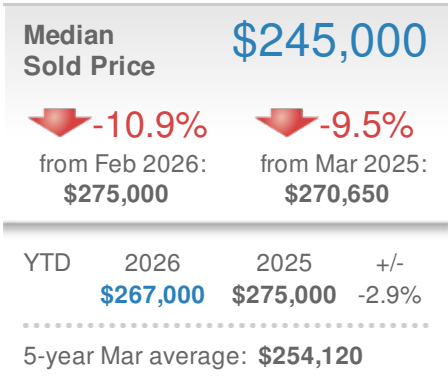 Median $245,000
Sold Price
-10.9% -9.5%
from Feb 2026: from Mar 2025:
$275,000 $270,650
YTD 2026 2025 +/-
$267,000 $275,000 -2.9%
5-year Mar average: $254,120